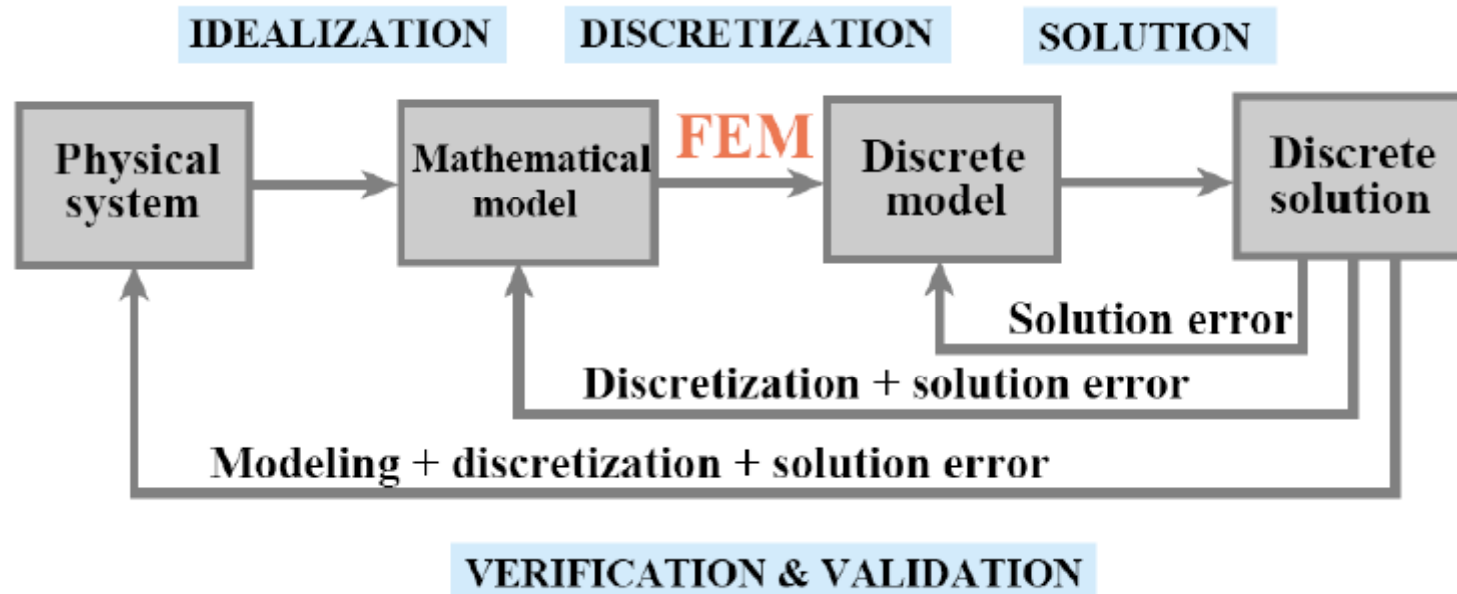 IDEALIZATION DISCRETIZATION SOLUTION
FEM
Physical
system
Mathematical
model
Discrete
model
Discrete
solution
Solution error
Discretization + solution error
Modeling + discretization + solution error
VERIFICATION & VALIDATION